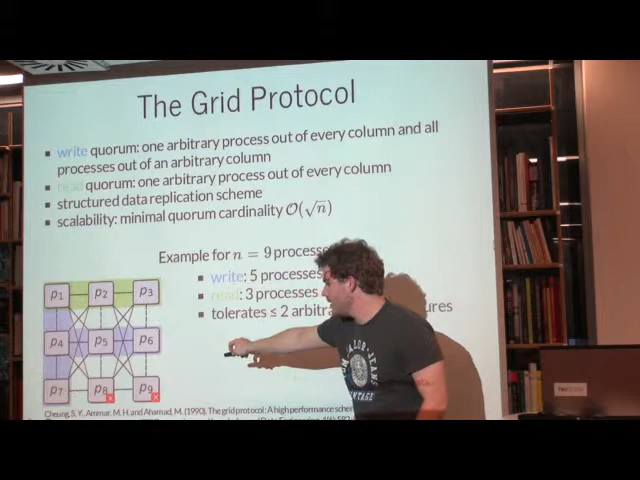 The Grid Protocol
write quorum: one arbitrary process out of every column and all
processes out of an arbitrary column
read quorum: one arbitrary process out of every column
structured data replication scheme
scalability: minimal quorum cardinality O(√n)
Example for n = 9 processes
write: 5 processes
read: 3 processes
tolerates ≤ 2 arbitra ures
p1 p2 p3
p4 p5 p6
p7 p8 p9
Cheung, S. Y., Ammar, M. H. and Ahamad, M. (1990). The grid protocol: A high performance schem
JEANS